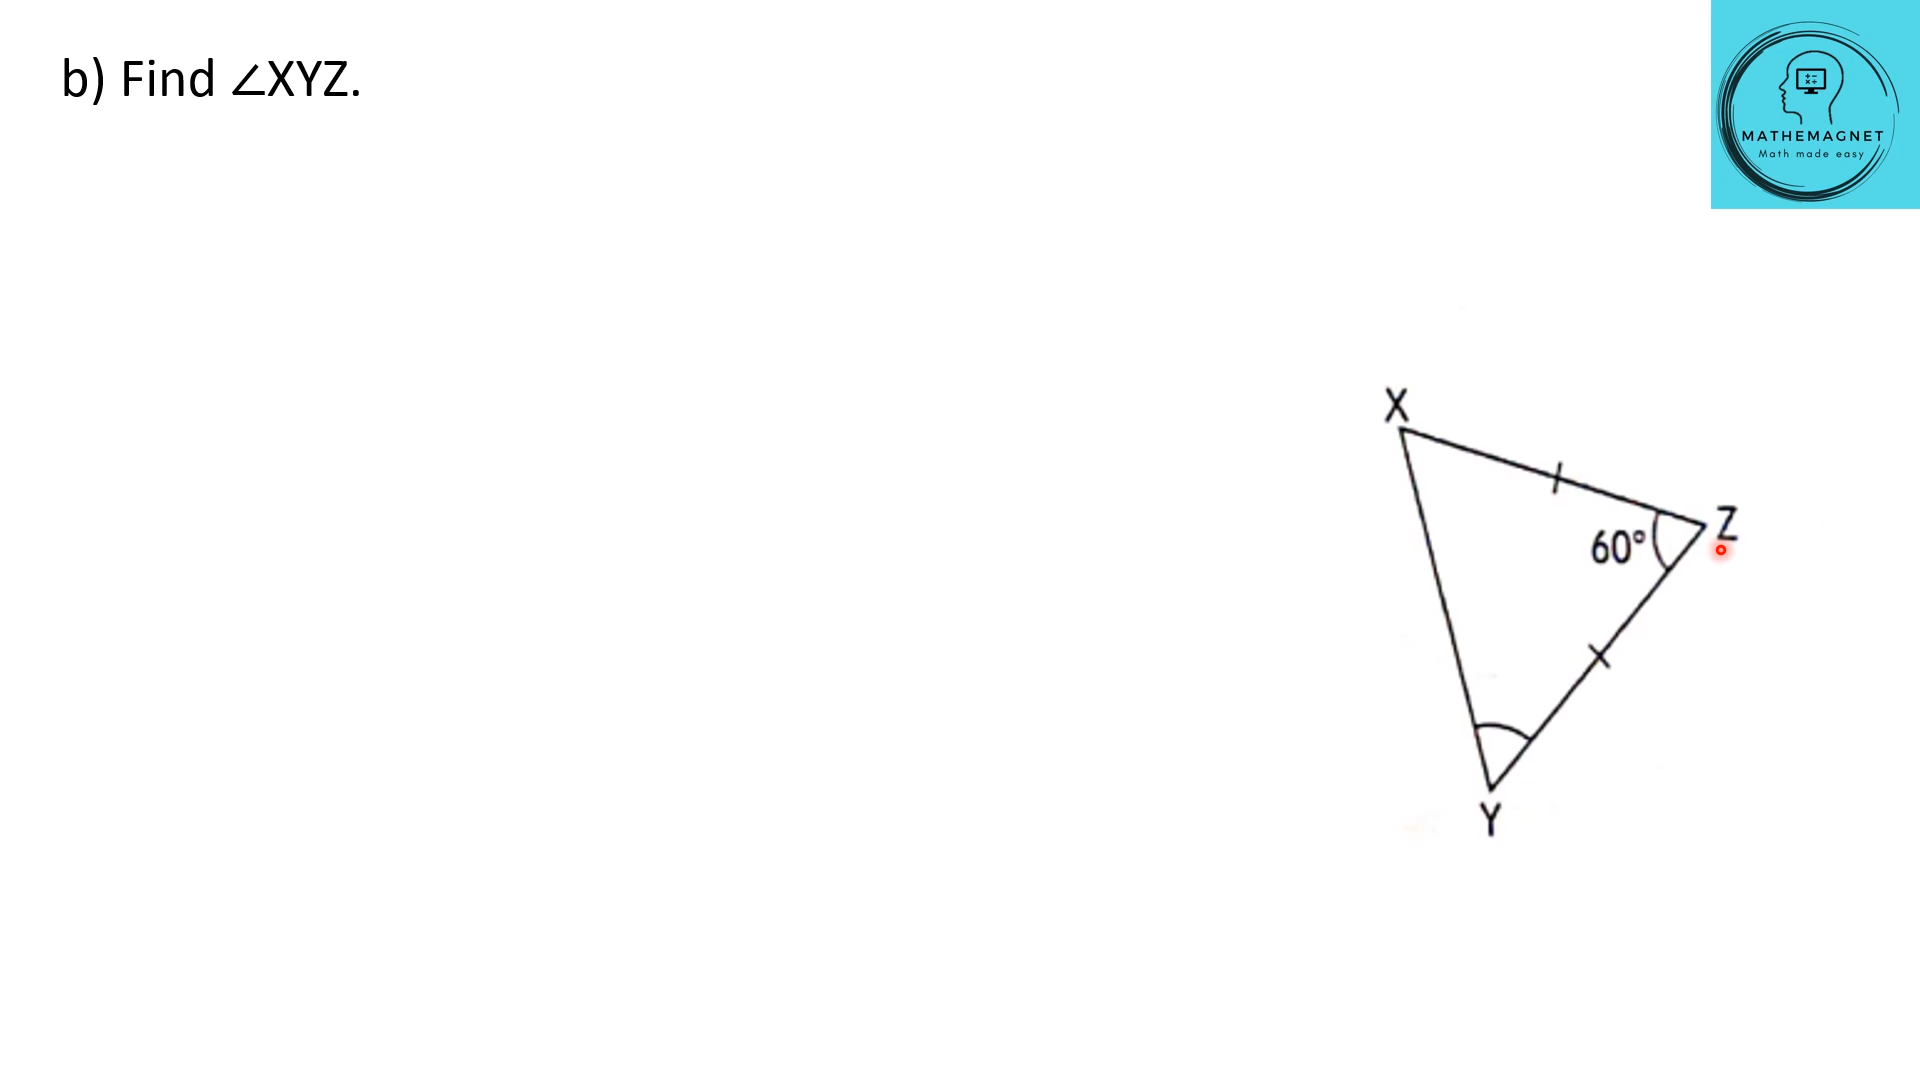 b) Find ∠XYZ.
MATHEMAGNET
Math made easy
X
Z
60°
Y